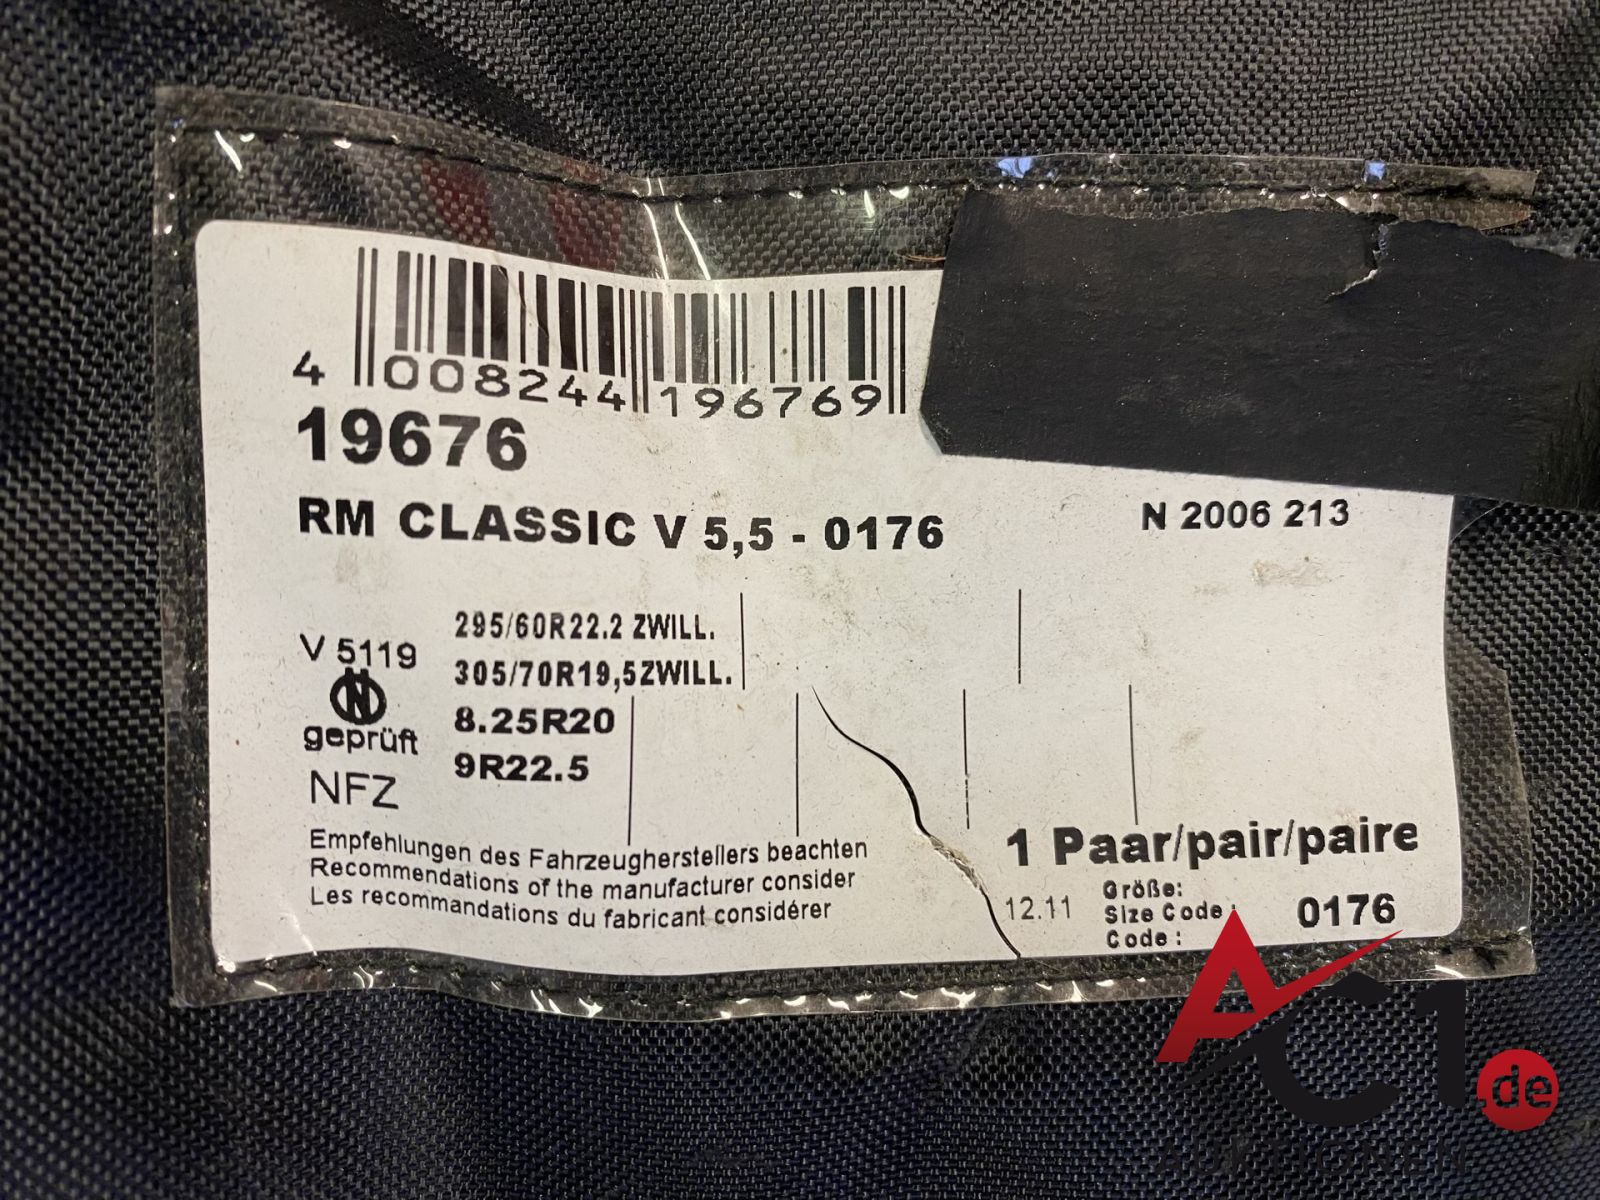 4 008244 196769
19676
RM CLASSIC V 5,5 - 0176
N 2006 213
V 5119
geprüft
NFZ
295/60R22.2 ZWILL.
305/70R19,5ZWILL.
8.25R20
9R22.5
Empfehlungen des Fahrzeugherstellers beachten
Recommendations of the manufacturer consider
Les recommandations du fabricant considérer
1 Paar/pair/paire
12.11
Größe:
Size Code :
Code :
0176
AC1.de
AUKTIONEN